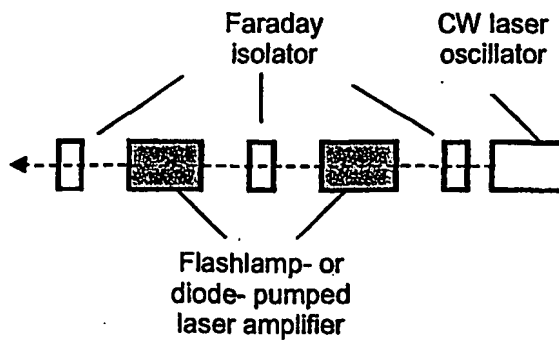 Faraday
isolator
CW laser
oscillator
Flashlamp- or
diode- pumped
laser amplifier